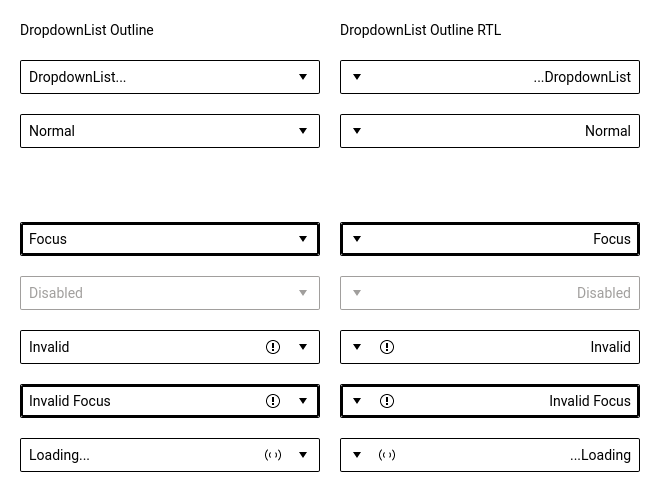 DropdownList Outline
DropdownList...
Normal
Focus
Disabled
Invalid
Invalid Focus
Loading...
DropdownList Outline RTL
...DropdownList
Normal
Focus
Disabled
Invalid
Invalid Focus
...Loading